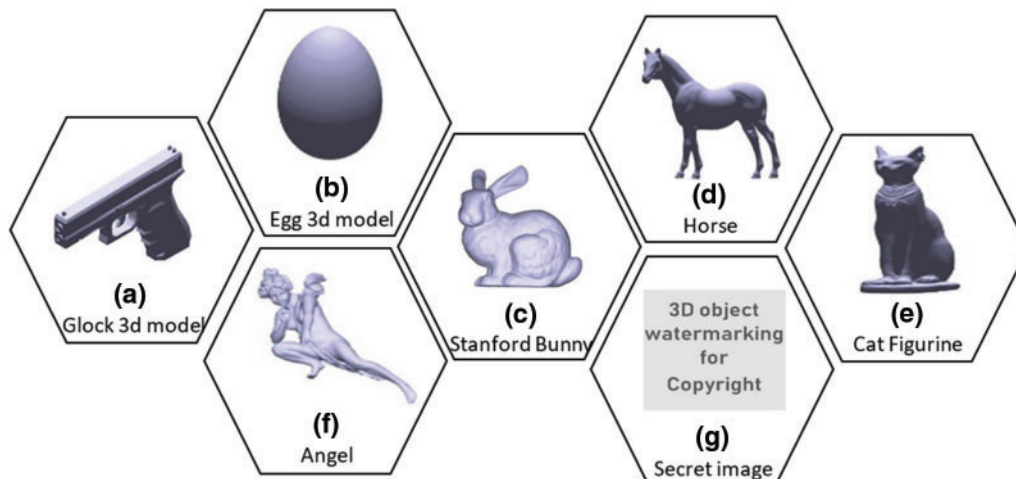 (a)
Glock 3d model
(b)
Egg 3d model
(c)
Stanford Bunny
(d)
Horse
(e)
Cat Figurine
(f)
Angel
3D object
watermarking
for
Copyright
(g)
Secret image